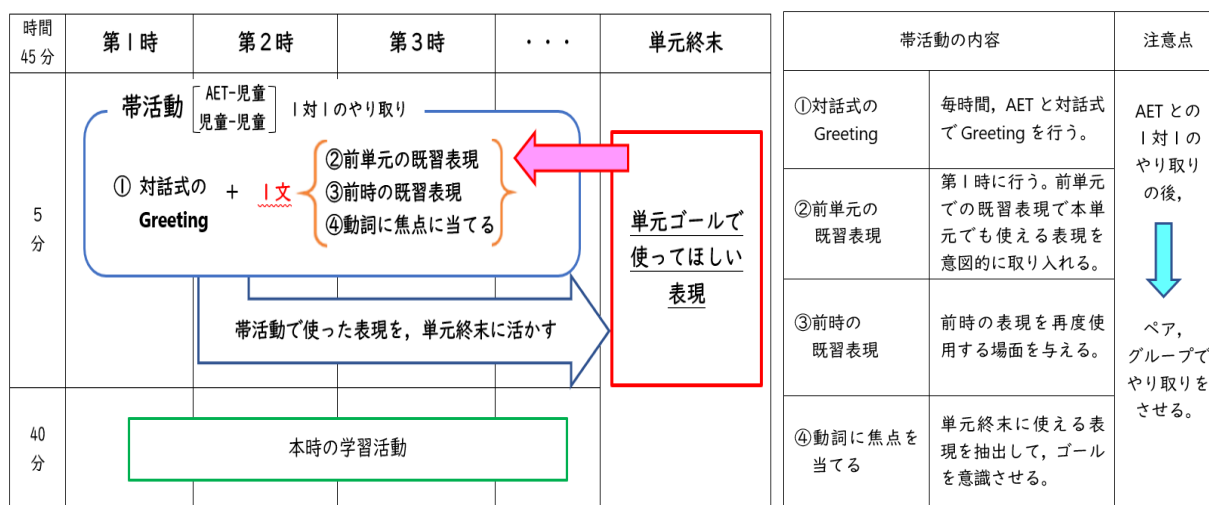 時間
45分
第1時
第2時
第3時
・・・
単元終末
5
分
帯活動
AET-児童
児童-児童
1対1のやり取り
① 対話式の
Greeting
+
1文
②前単元の既習表現
③前時の既習表現
④動詞に焦点に当てる
単元ゴールで
使ってほしい
表現
帯活動で使った表現を，単元終末に活かす
40
分
本時の学習活動
帯活動の内容
注意点
①対話式の
Greeting
毎時間，AETと対話式
でGreetingを行う。
②前単元の
既習表現
第1時に行う。前単元
での既習表現で本単
元でも使える表現を
意図的に取り入れる。
③前時の
既習表現
前時の表現を再度使
用する場面を与える。
④動詞に焦点を
当てる
単元終末に使える表
現を抽出して，ゴール
を意識させる。
AETとの
1対1の
やり取り
の後，
ペア，
グループで
やり取りを
させる。